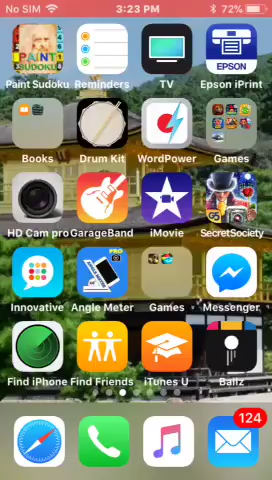 No SIM 3:23 PM 72%
PAINT SUDOKU EPSON
Paint Sudoku Reminders TV Epson iPrint
Books Drum Kit WordPower Games
G5
HD Cam pro GarageBand iMovie SecretSociety
PRO
Innovative Angle Meter Games Messenger
Find iPhone Find Friends iTunes U Ballz
124